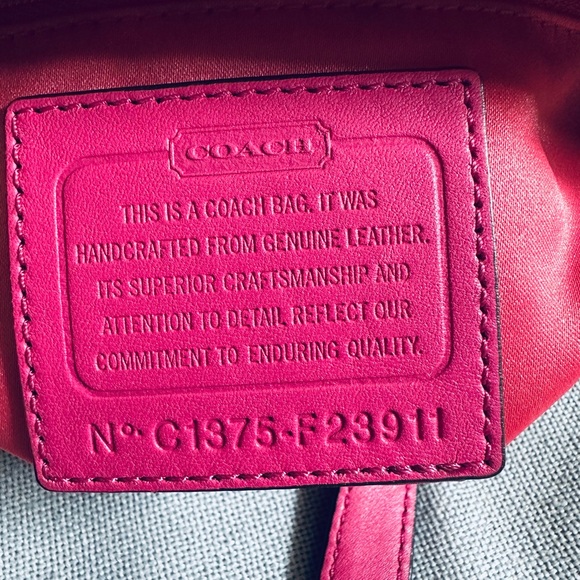 COACH
THIS IS A COACH BAG. IT WAS
HANDCRAFTED FROM GENUINE LEATHER.
ITS SUPERIOR CRAFTSMANSHIP AND
ATTENTION TO DETAIL REFLECT OUR
COMMITMENT TO ENDURING QUALITY.
Nº· C1375-F23911